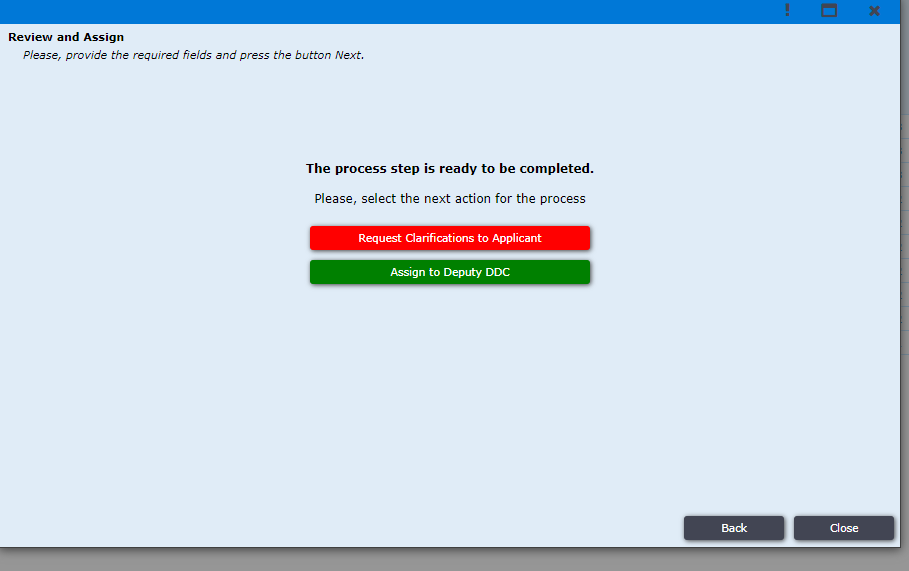 Review and Assign
Please, provide the required fields and press the button Next.
The process step is ready to be completed.
Please, select the next action for the process
Request Clarifications to Applicant
Assign to Deputy DDC
Back
Close